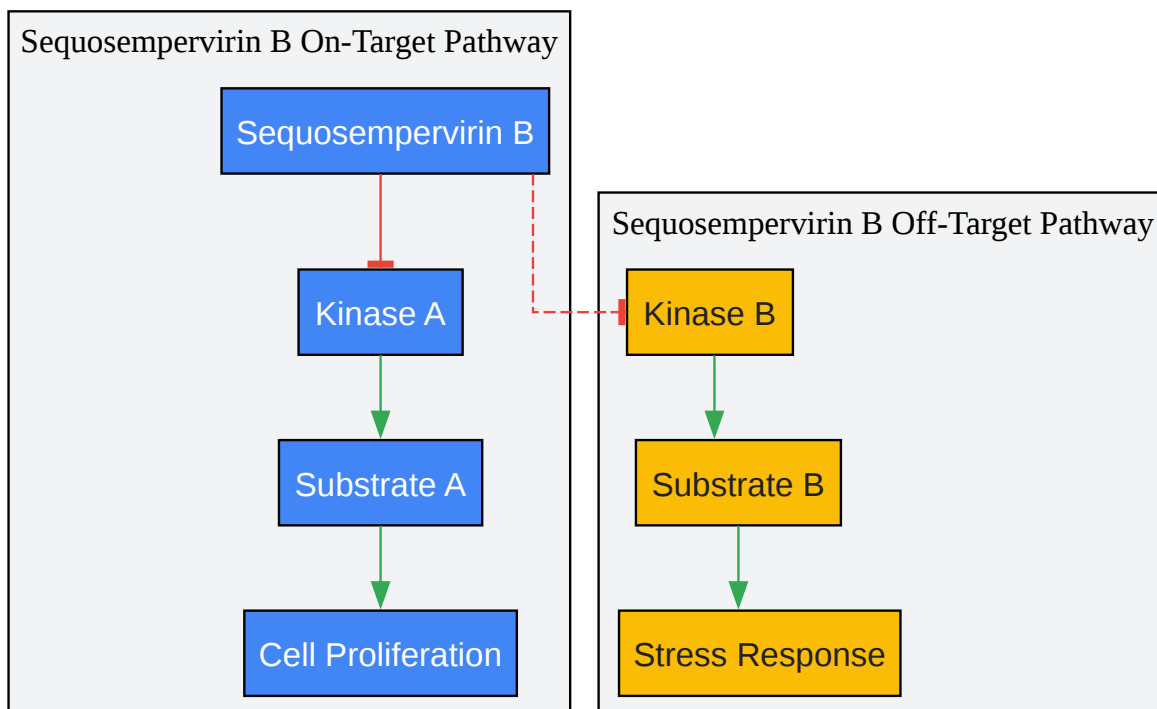 Sequosempervirin B On-Target Pathway
Sequosempervirin B
Kinase A
Substrate A
Cell Proliferation
Sequosempervirin B Off-Target Pathway
Kinase B
Substrate B
Stress Response